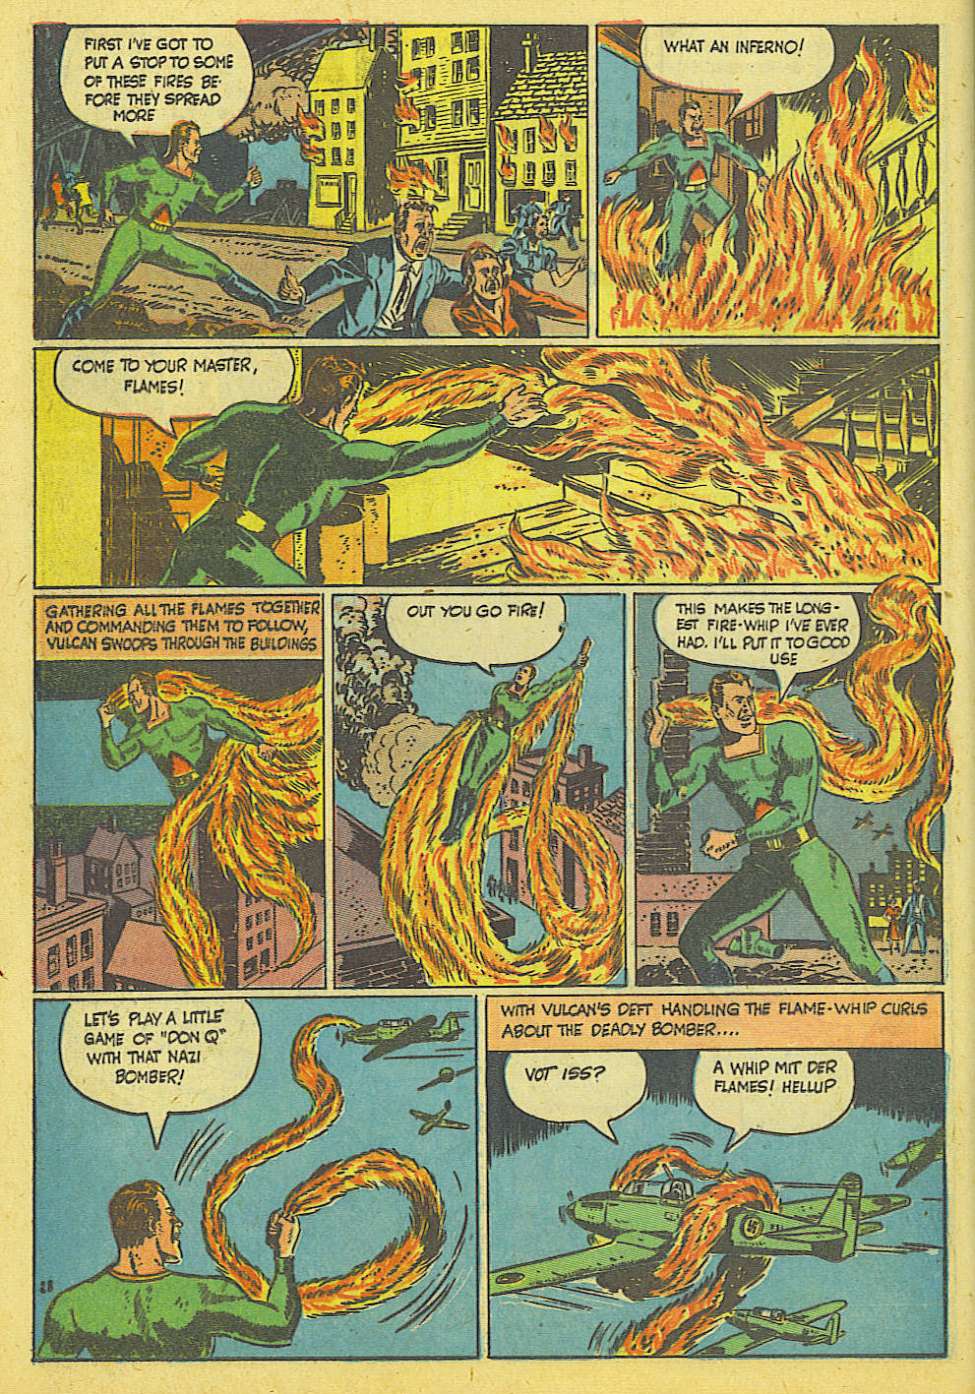 FIRST I'VE GOT TO
PUT A STOP TO SOME
OF THESE FIRES BE-
FORE THEY SPREAD
MORE
WHAT AN INFERNO!
COME TO YOUR MASTER,
FLAMES!
GATHERING ALL THE FLAMES TOGETHER
AND COMMANDING THEM TO FOLLOW,
VULCAN SWOOPS THROUGH THE BUILDINGS
OUT YOU GO FIRE!
THIS MAKES THE LONG-
EST FIRE-WHIP I'VE EVER
HAD. I'LL PUT IT TO GOOD
USE
LET'S PLAY A LITTLE
GAME OF "DON Q"
WITH THAT NAZI
BOMBER!
WITH VULCAN'S DEFT HANDLING THE FLAME-WHIP CURLS
ABOUT THE DEADLY BOMBER....
VOT ISS?
A WHIP MIT DER
FLAMES! HELLUP